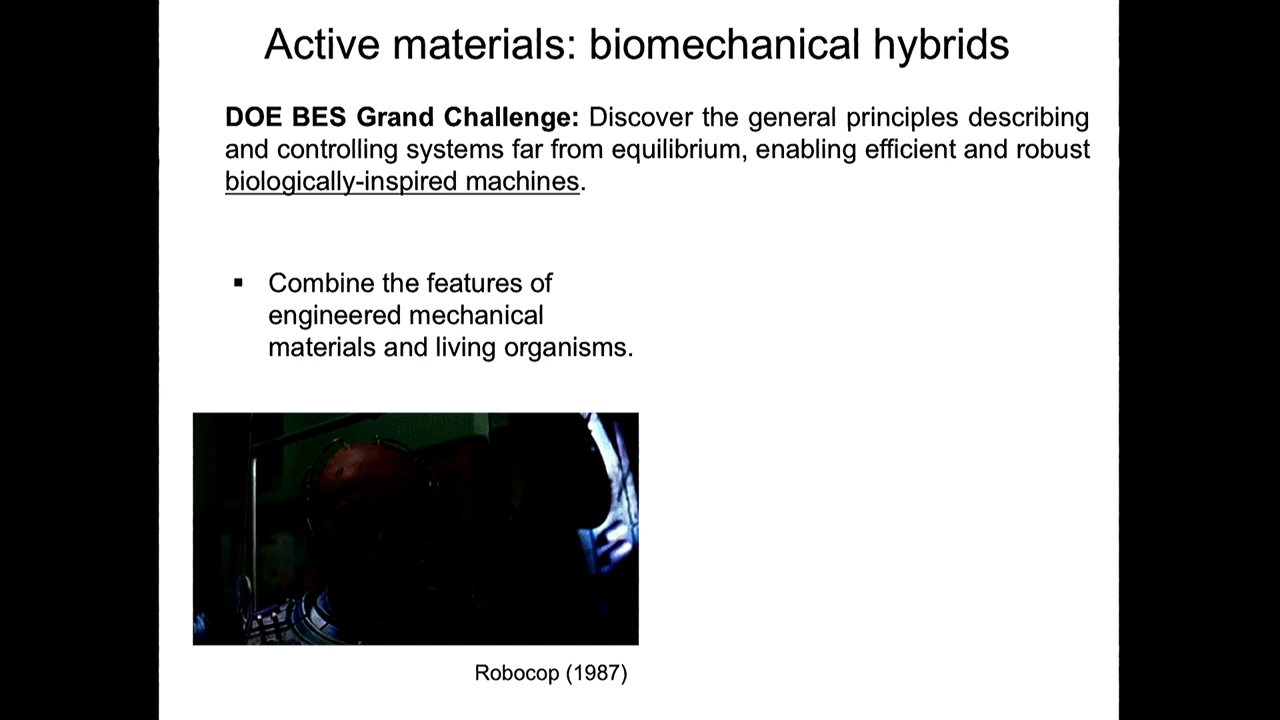 Active materials: biomechanical hybrids
DOE BES Grand Challenge: Discover the general principles describing
and controlling systems far from equilibrium, enabling efficient and robust
biologically-inspired machines.
▪ Combine the features of
engineered mechanical
materials and living organisms.
Robocop (1987)